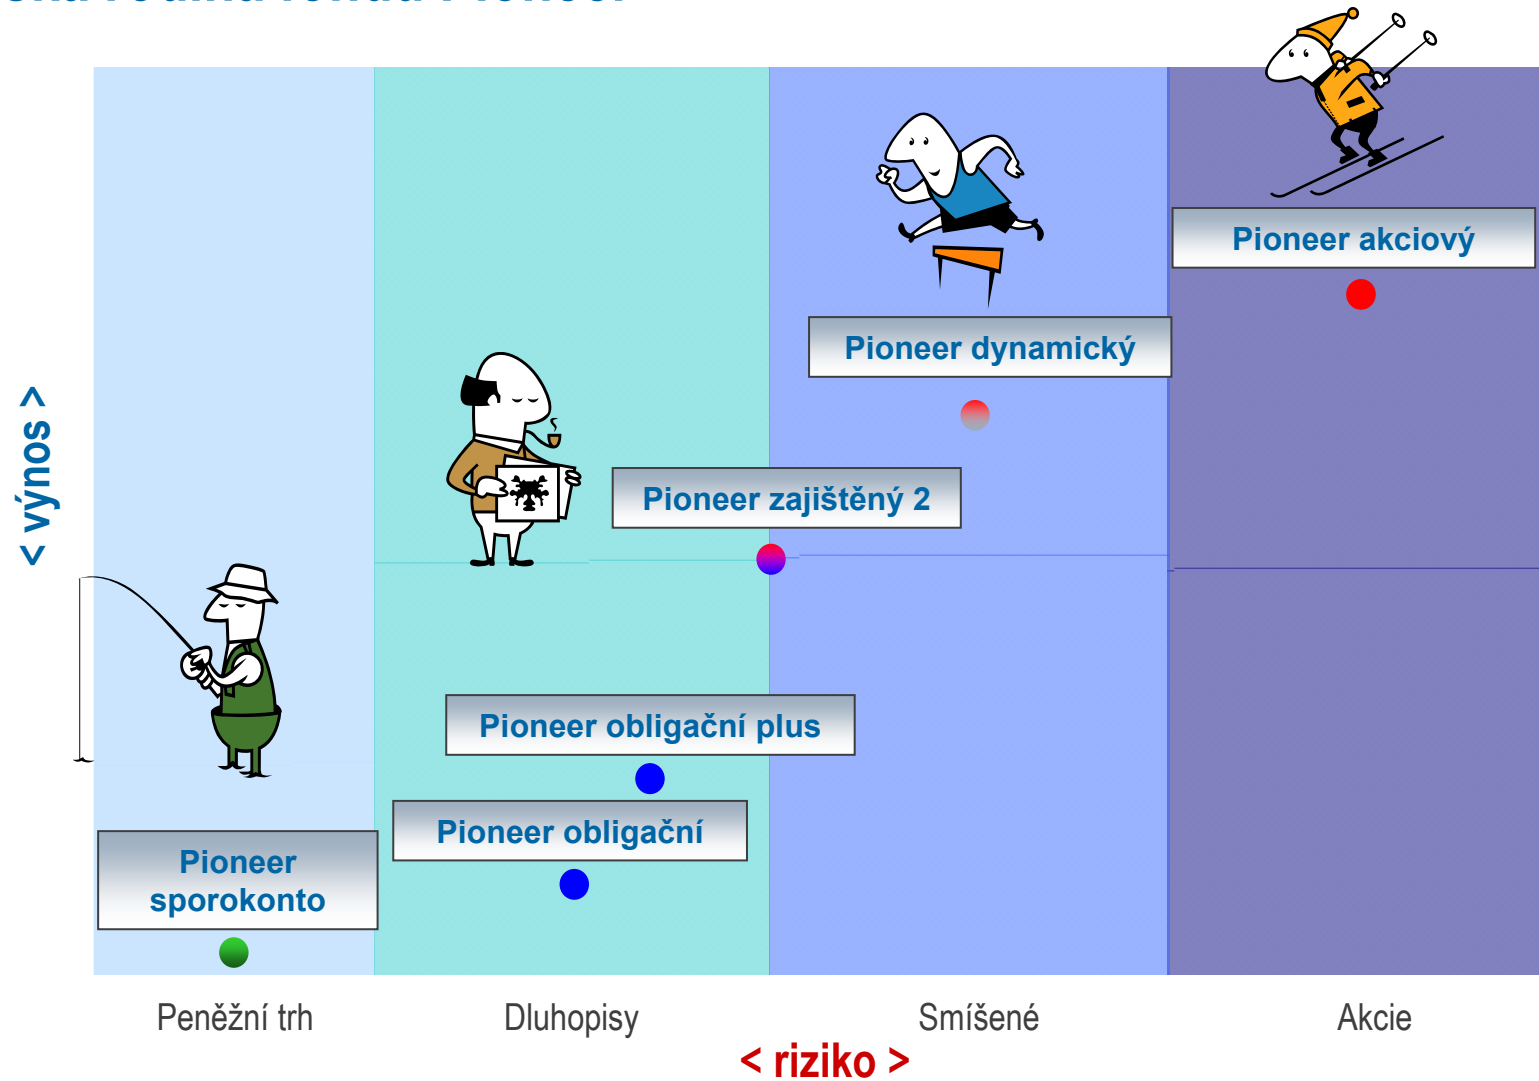 Pioneer akciový
Pioneer dynamický
< výnos >
Pioneer zajištěný 2
Pioneer obligační plus
Pioneer obligační
Pioneer
sporokonto
Peněžní trh
Dluhopisy
Smíšené
Akcie
< riziko >